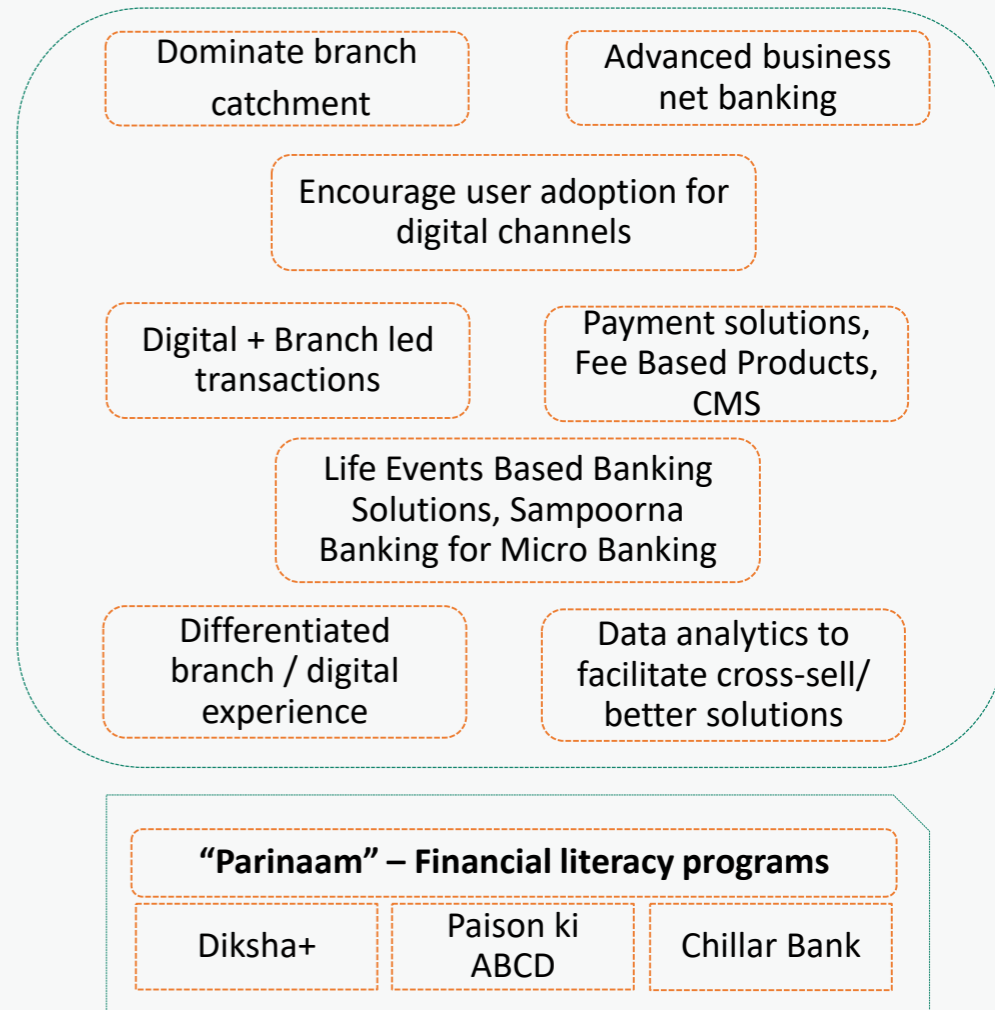 Dominate branch
catchment
Advanced business
net banking
Encourage user adoption for
digital channels
Digital + Branch led
transactions
Payment solutions,
Fee Based Products,
CMS
Life Events Based Banking
Solutions, Sampoorna
Banking for Micro Banking
Differentiated
branch / digital
experience
Data analytics to
facilitate cross-sell/
better solutions
“Parinaam” – Financial literacy programs
Diksha+
Paison ki
ABCD
Chillar Bank